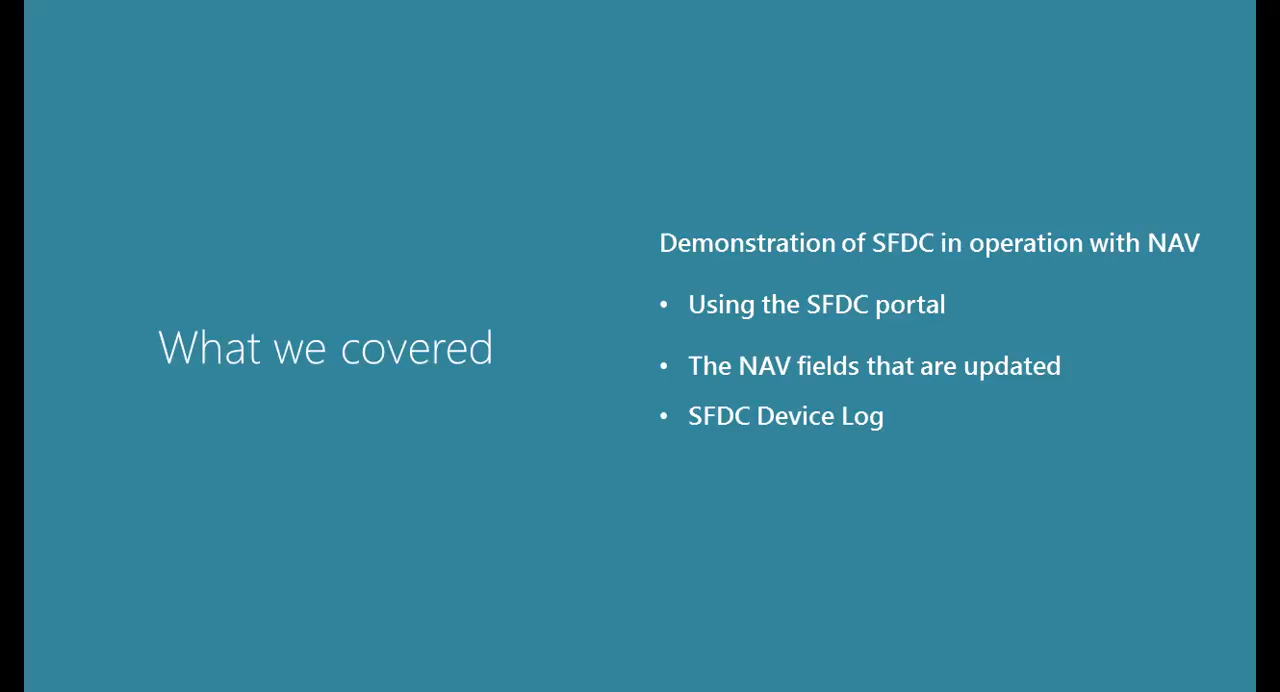 What we covered
Demonstration of SFDC in operation with NAV
• Using the SFDC portal
• The NAV fields that are updated
• SFDC Device Log